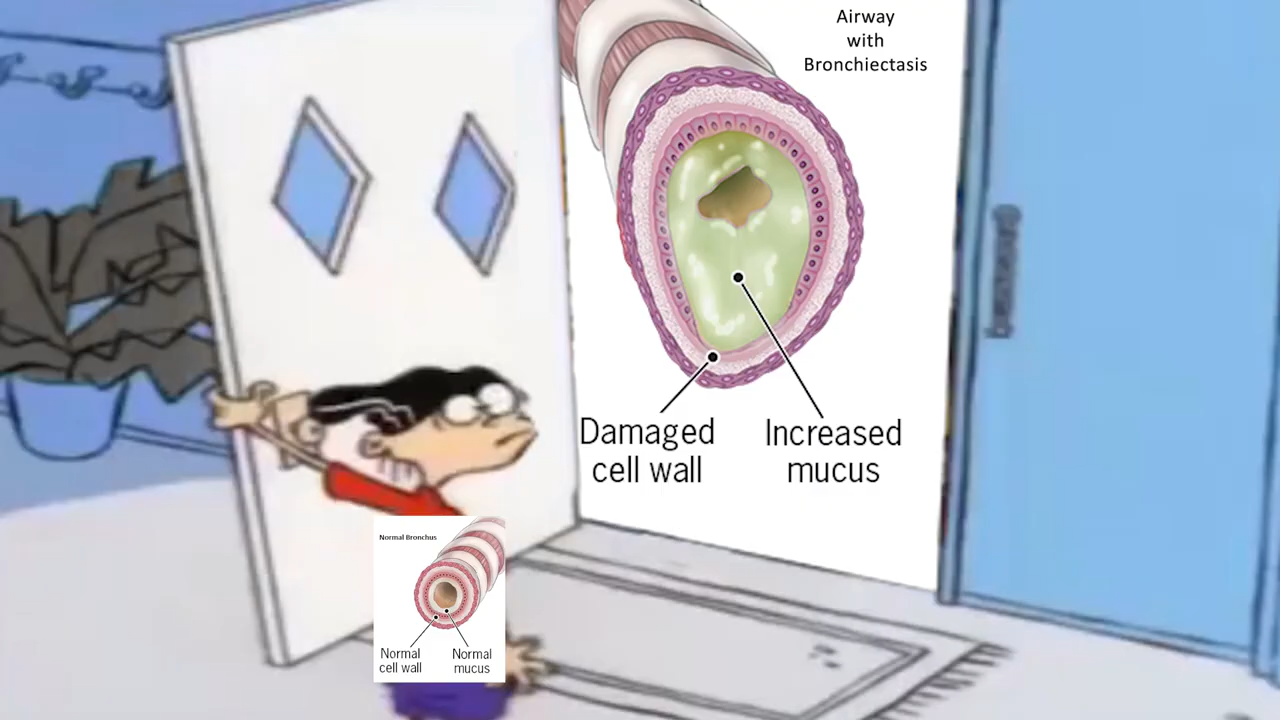 Airway
with
Bronchiectasis
Damaged
cell wall
Increased
mucus
Normal Bronchus
Normal
cell wall
Normal
mucus